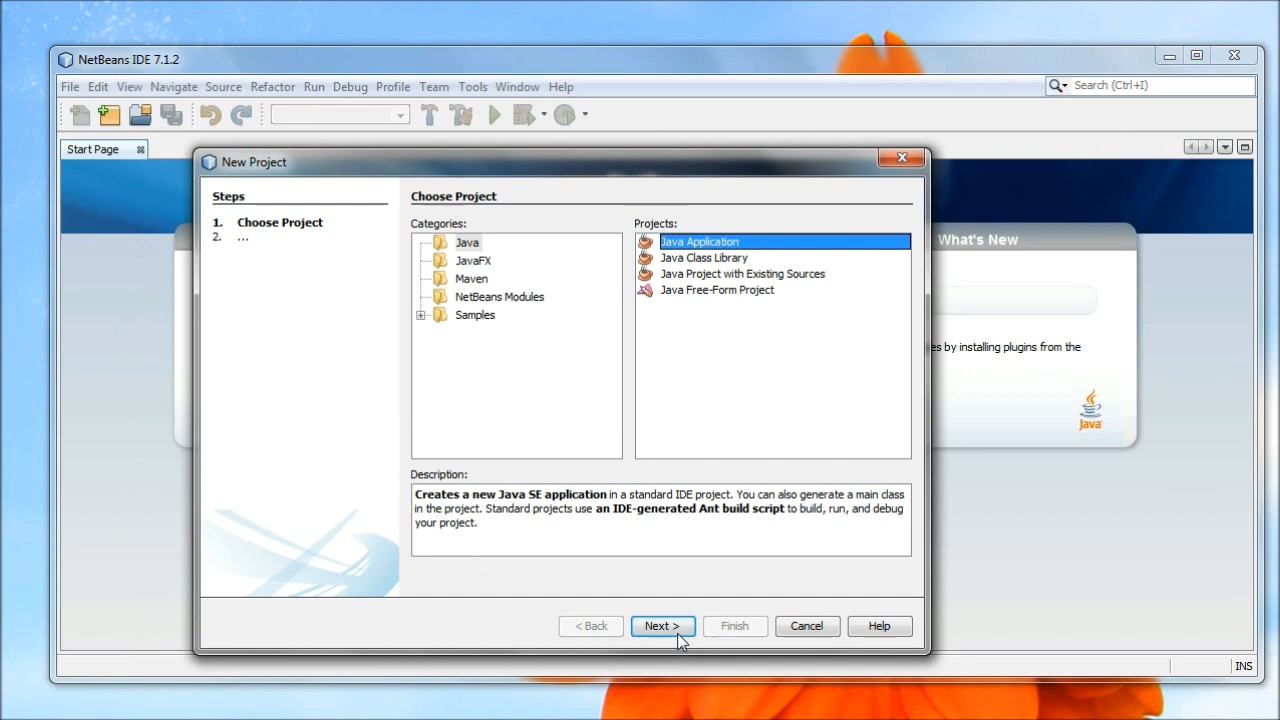 NetBeans IDE 7.1.2
File Edit View Navigate Source Refactor Run Debug Profile Team Tools Window Help
Search (Ctrl+I)
Start Page
New Project
Steps
1. Choose Project
2. ...
Choose Project
Categories:
Java
JavaFX
Maven
NetBeans Modules
Samples
Projects:
Java Application
Java Class Library
Java Project with Existing Sources
Java Free-Form Project
Description:
Creates a new Java SE application in a standard IDE project. You can also generate a main class
in the project. Standard projects use an IDE-generated Ant build script to build, run, and debug
your project.
< Back
Next >
Finish
Cancel
Help
What's New
es by installing plugins from the
Java
INS